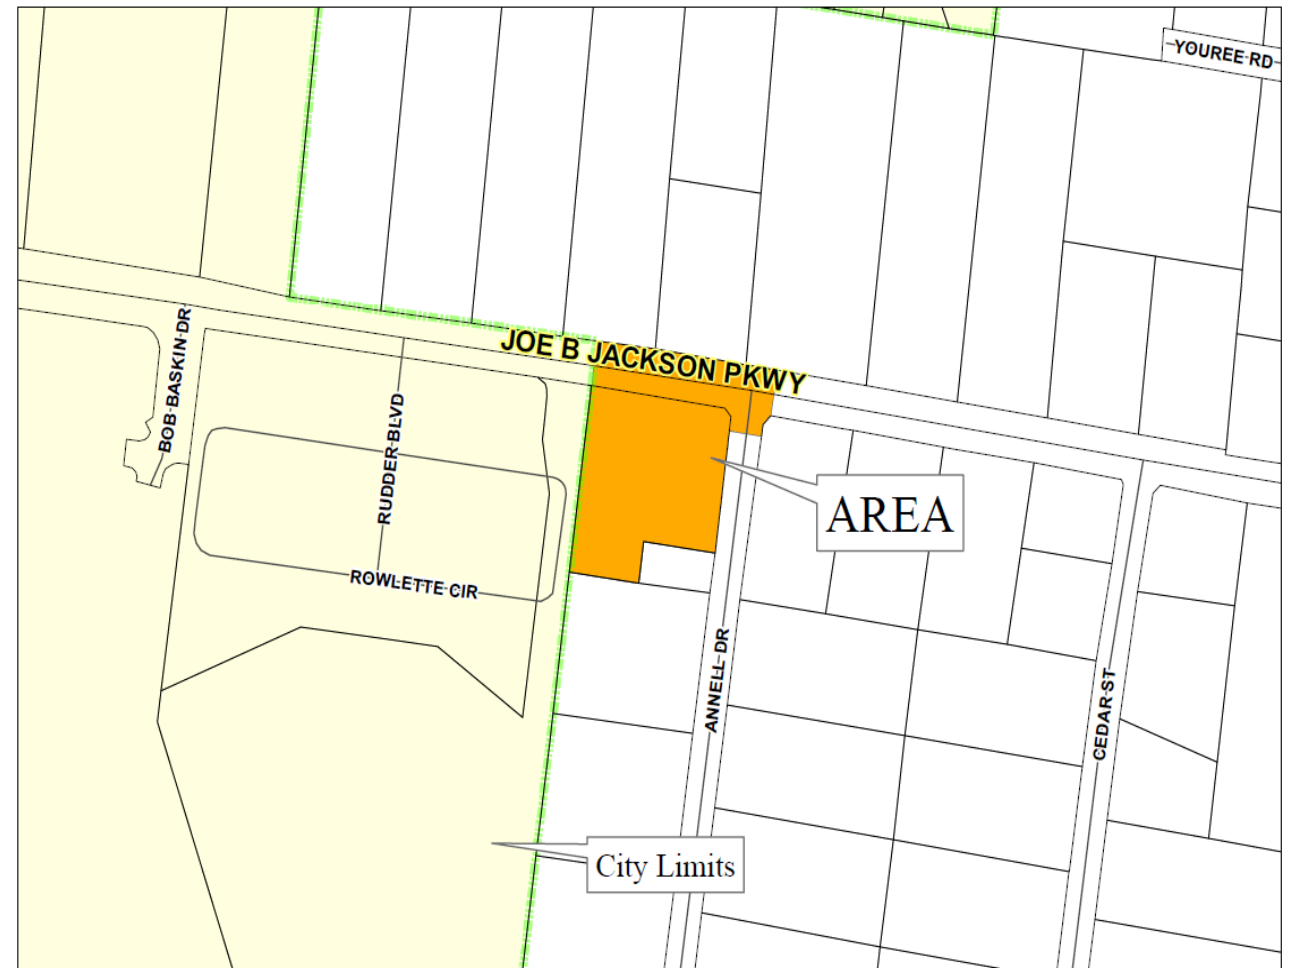 YOUREE RD
JOE B JACKSON PKWY
BOB BASKIN DR
RUDDER BLVD
AREA
ROWLETTE CIR
ANNELL DR
CEDAR ST
City Limits